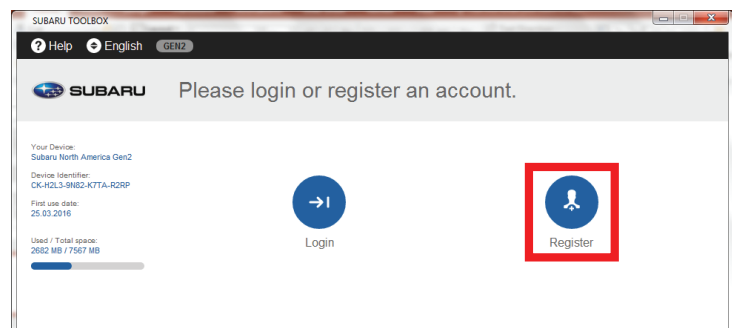 SUBARU TOOLBOX
Help English GEN2
SUBARU Please login or register an account.
Your Device:
Subaru North America Gen2
Device Identifier:
CK-H2L3-9N82-K7TA-R2RP
First use date:
25.03.2016
Used / Total space:
2682 MB / 7567 MB
Login
Register